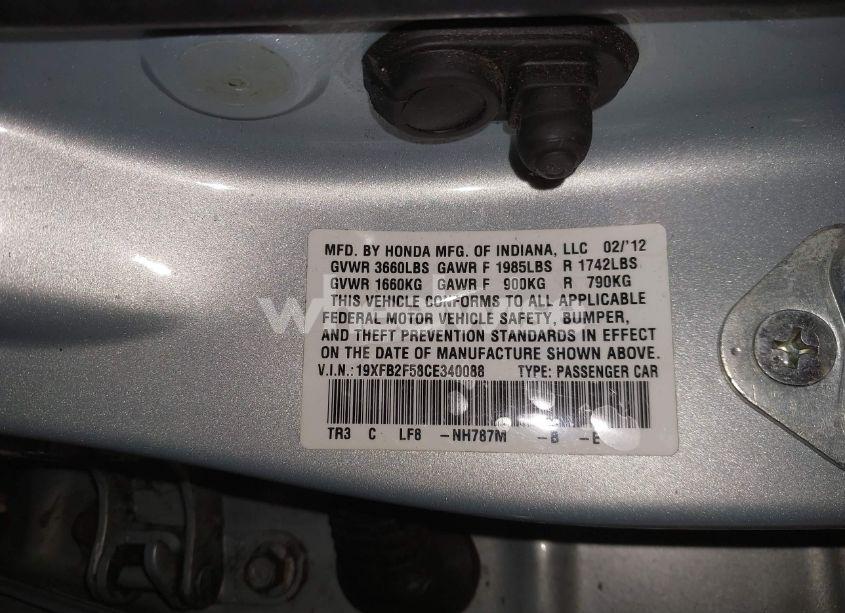 MFD. BY HONDA MFG. OF INDIANA, LLC 02/'12
GVWR 3660LBS GAWR F 1985LBS R 1742LBS
GVWR 1660KG GAWR F 900KG R 790KG
THIS VEHICLE CONFORMS TO ALL APPLICABLE
FEDERAL MOTOR VEHICLE SAFETY, BUMPER,
AND THEFT PREVENTION STANDARDS IN EFFECT
ON THE DATE OF MANUFACTURE SHOWN ABOVE.
V.I.N.: 19XFB2F58CE340088 TYPE: PASSENGER CAR
TR3 C LF8 -NH787M -B -E